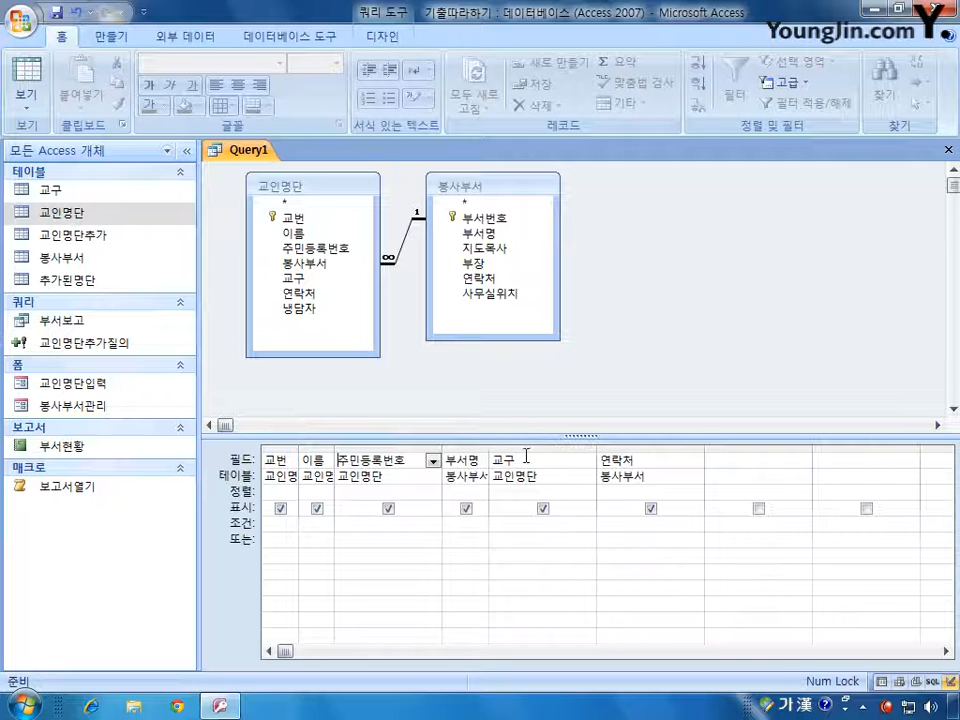 쿼리 도구 기출따라하기 : 데이터베이스 (Access 2007) - Microsoft Access
YoungJin.com Y.
홈 만들기 외부 데이터 데이터베이스 도구 디자인
보기 붙여넣기 가 가 가 모두 새로 고침 새로 만들기 저장 삭제 요약 맞춤법 검사 기타 필터 선택 영역 고급 필터 적용/해제 찾기
보기 클립보드 글꼴 서식 있는 텍스트 레코드 정렬 및 필터 찾기
모든 Access 개체
Query1
테이블
교구
교인명단
교인명단추가
봉사부서
추가된명단
쿼리
부서보고
교인명단추가질의
폼
교인명단입력
봉사부서관리
보고서
부서현황
매크로
보고서열기
교인명단
*
교번
이름
주민등록번호
봉사부서
교구
연락처
냉담자
1
∞
봉사부서
*
부서번호
부서명
지도목사
부장
연락처
사무실위치
필드: 교번 이름 주민등록번호 부서명 교구 연락처
테이블: 교인명 교인명 교인명단 봉사부서 교인명단 봉사부서
정렬:
표시:
조건:
또는:
준비
Num Lock
SQL
가 漢